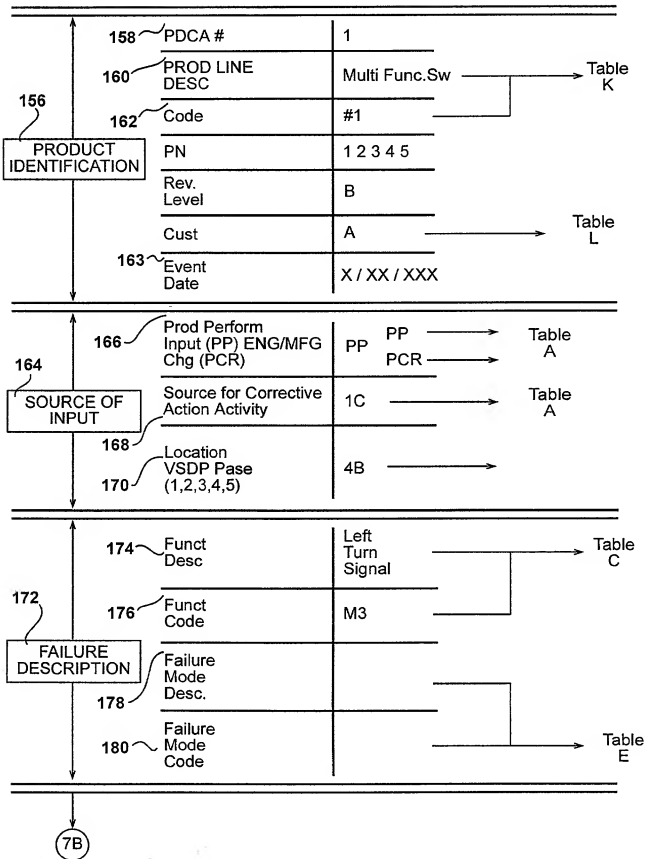 158 PDCA # 1
160 PROD LINE
DESC Multi Func.Sw Table
K
156
PRODUCT
IDENTIFICATION
162 Code #1
PN 1 2 3 4 5
Rev.
Level B
Cust A Table
L
163 Event
Date X / XX / XXX
166 Prod Perform
Input (PP) ENG/MFG
Chg (PCR) PP PP
PCR Table
A
164
SOURCE OF
INPUT
168 Source for Corrective
Action Activity 1C Table
A
170 Location
VSDP Pase
(1,2,3,4,5) 4B
174 Funct
Desc Left
Turn
Signal Table
C
172
FAILURE
DESCRIPTION
176 Funct
Code M3
178 Failure
Mode
Desc.
180 Failure
Mode
Code Table
E
7B